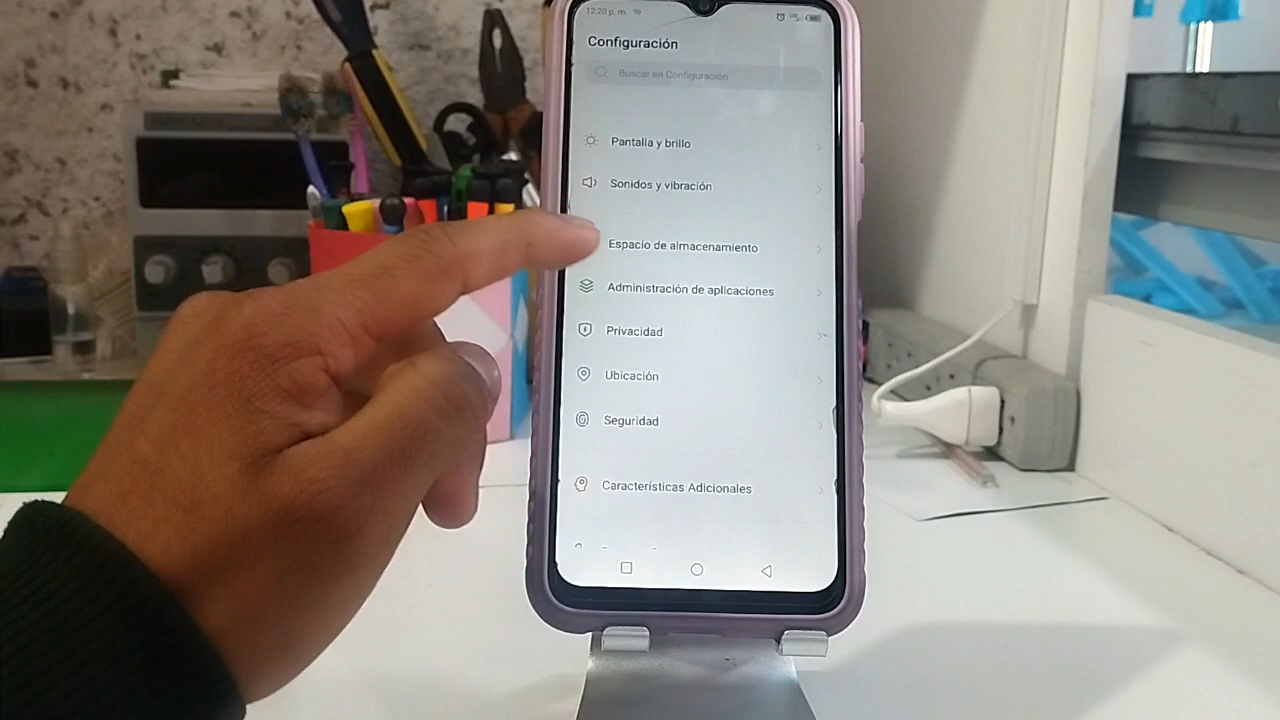 12:20 p. m.
Configuración
Buscar en Configuración
Pantalla y brillo
Sonidos y vibración
Espacio de almacenamiento
Administración de aplicaciones
Privacidad
Ubicación
Seguridad
Características Adicionales